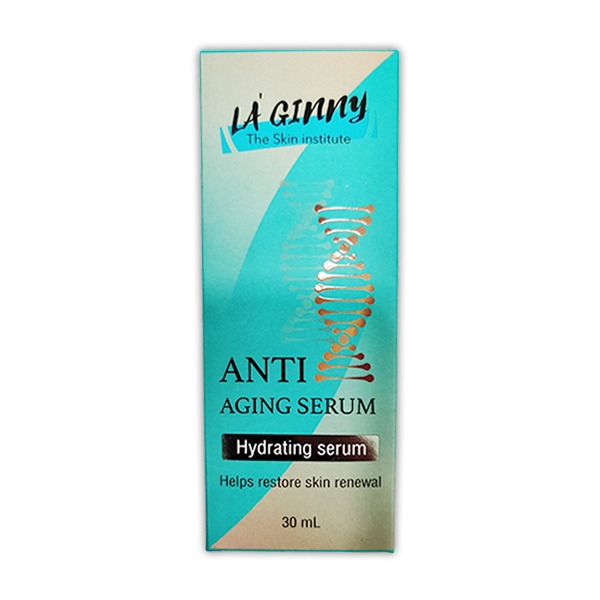 LA' GINNY
The Skin institute
ANTI
AGING SERUM
Hydrating serum
Helps restore skin renewal
30 mL